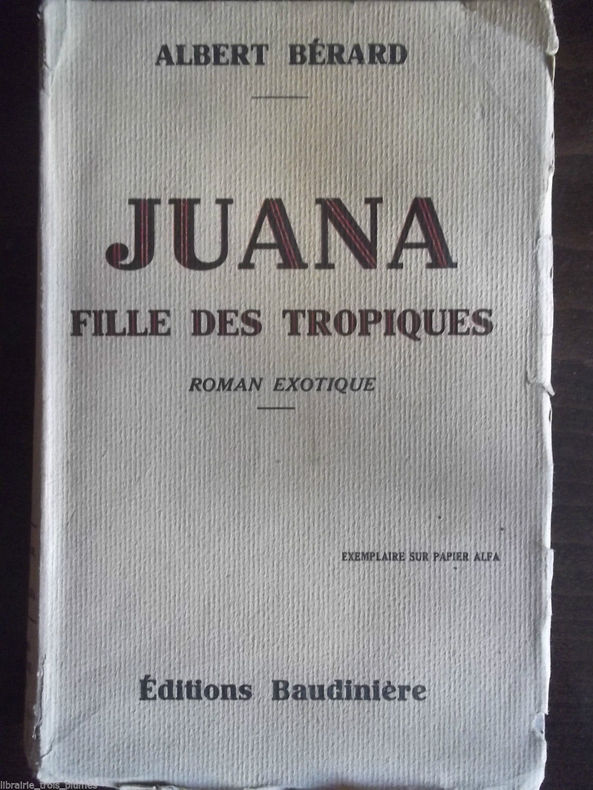 ALBERT BÉRARD
JUANA
FILLE DES TROPIQUES
ROMAN EXOTIQUE
EXEMPLAIRE SUR PAPIER ALFA
Éditions Baudinière
librairie_trois_plumes